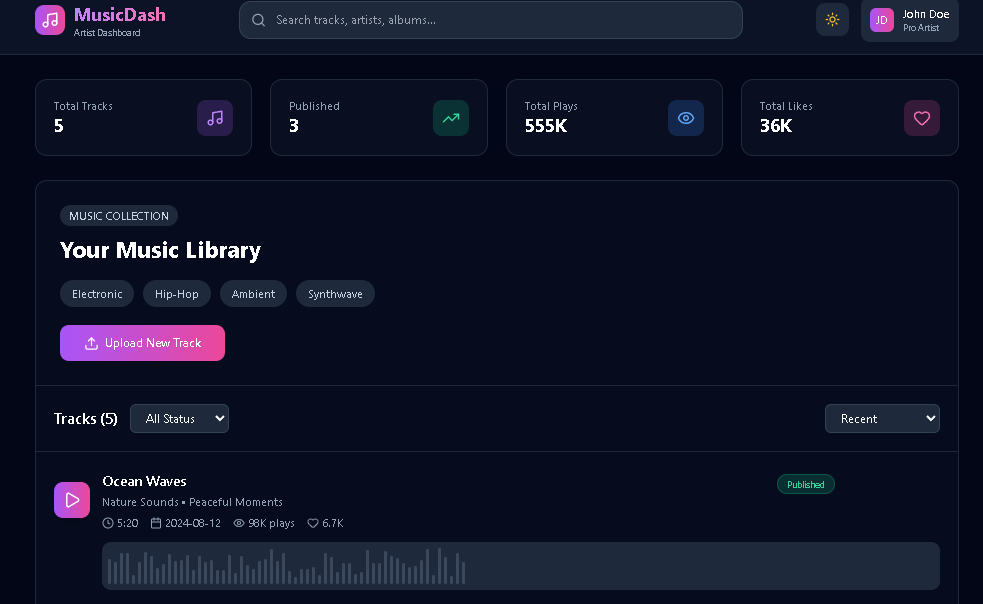 MusicDash
Artist Dashboard
Search tracks, artists, albums...
JD
John Doe
Pro Artist
Total Tracks
5
Published
3
Total Plays
555K
Total Likes
36K
MUSIC COLLECTION
Your Music Library
Electronic
Hip-Hop
Ambient
Synthwave
Upload New Track
Tracks (5)
All Status
Recent
Ocean Waves
Published
Nature Sounds • Peaceful Moments
5:20 2024-08-12 98K plays 6.7K